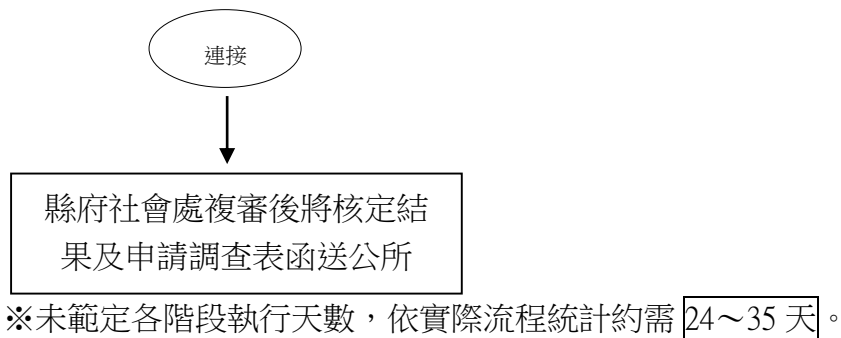 連接
縣府社會處複審後將核定結
果及申請調查表函送公所
※未範定各階段執行天數，依實際流程統計約需 24～35 天。